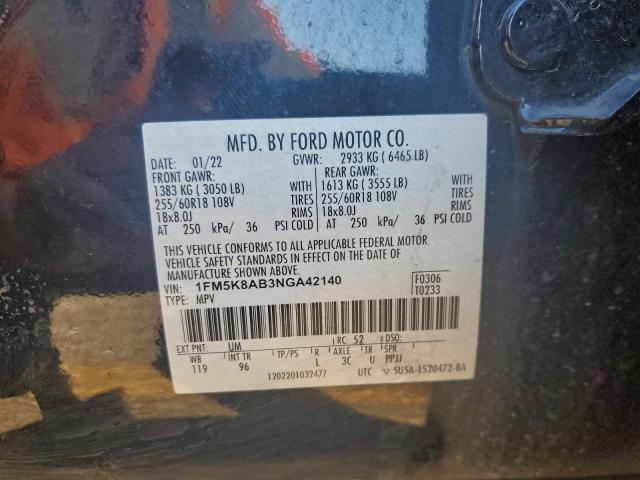 MFD. BY FORD MOTOR CO.
DATE: 01/22 GVWR: 2933 KG ( 6465 LB)
FRONT GAWR: REAR GAWR:
1383 KG ( 3050 LB) WITH 1613 KG ( 3555 LB) WITH
255/60R18 108V TIRES 255/60R18 108V TIRES
18x8.0J RIMS 18x8.0J RIMS
AT 250 kPa/ 36 PSI COLD AT 250 kPa/ 36 PSI COLD
THIS VEHICLE CONFORMS TO ALL APPLICABLE FEDERAL MOTOR
VEHICLE SAFETY STANDARDS IN EFFECT ON THE DATE OF
MANUFACTURE SHOWN ABOVE.
VIN: 1FM5K8AB3NGA42140 F0306
TYPE: MPV T0233
EXT PNT: UM RC: 52 DSO:
WB INT TR TP/PS R AXLE TR SPR
119 96 L 3C U PPJJ
1202201032477 UTC 5U5A-1520472-BA